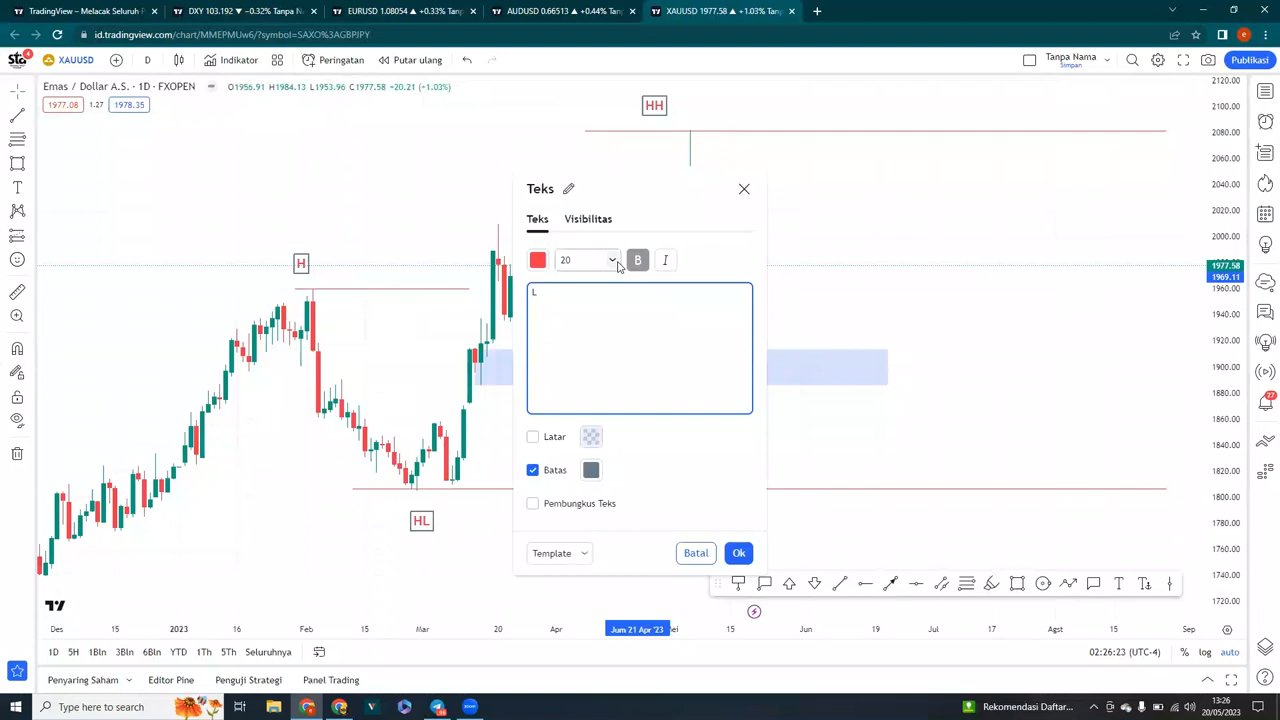 TradingView – Melacak Seluruh P
DXY 103.192 ▼ −0.32% Tanpa N
EURUSD 1.08054 ▲ +0.33% Tanp
AUDUSD 0.66513 ▲ +0.44% Tan
XAUUSD 1977.58 ▲ +1.03% Tan
id.tradingview.com/chart/MMEPMUw6/?symbol=SAXO%3AGBPJPY
e
4
XAUUSD
D
Indikator
Peringatan
Putar ulang
Tanpa Nama
Simpan
Publikasi
Emas / Dollar A.S. · 1D · FXOPEN
O1956.91 H1984.13 L1953.96 C1977.58 +20.21 (+1.03%)
1977.08
1.27
1978.35
HH
H
HL
2120.00
2100.00
2080.00
2060.00
2040.00
2020.00
2000.00
1977.58
1969.11
1960.00
1940.00
1920.00
1900.00
1880.00
1860.00
1840.00
1820.00
1800.00
1780.00
1760.00
1740.00
1720.00
Teks
Teks
Visibilitas
20
B
I
L
Latar
Batas
Pembungkus Teks
Template
Batal
Ok
27
Des
15
2023
16
Feb
15
Mar
20
Apr
Jum 21 Apr '23
ei
15
Jun
19
Jul
17
Agst
15
Sep
1D 5H 1Bln 3Bln 6Bln YTD 1Th 5Th Seluruhnya
02:26:23 (UTC-4)
%
log
auto
Penyaring Saham
Editor Pine
Penguji Strategi
Panel Trading
Type here to search
Rekomendasi Daftar...
13:26
20/05/2023